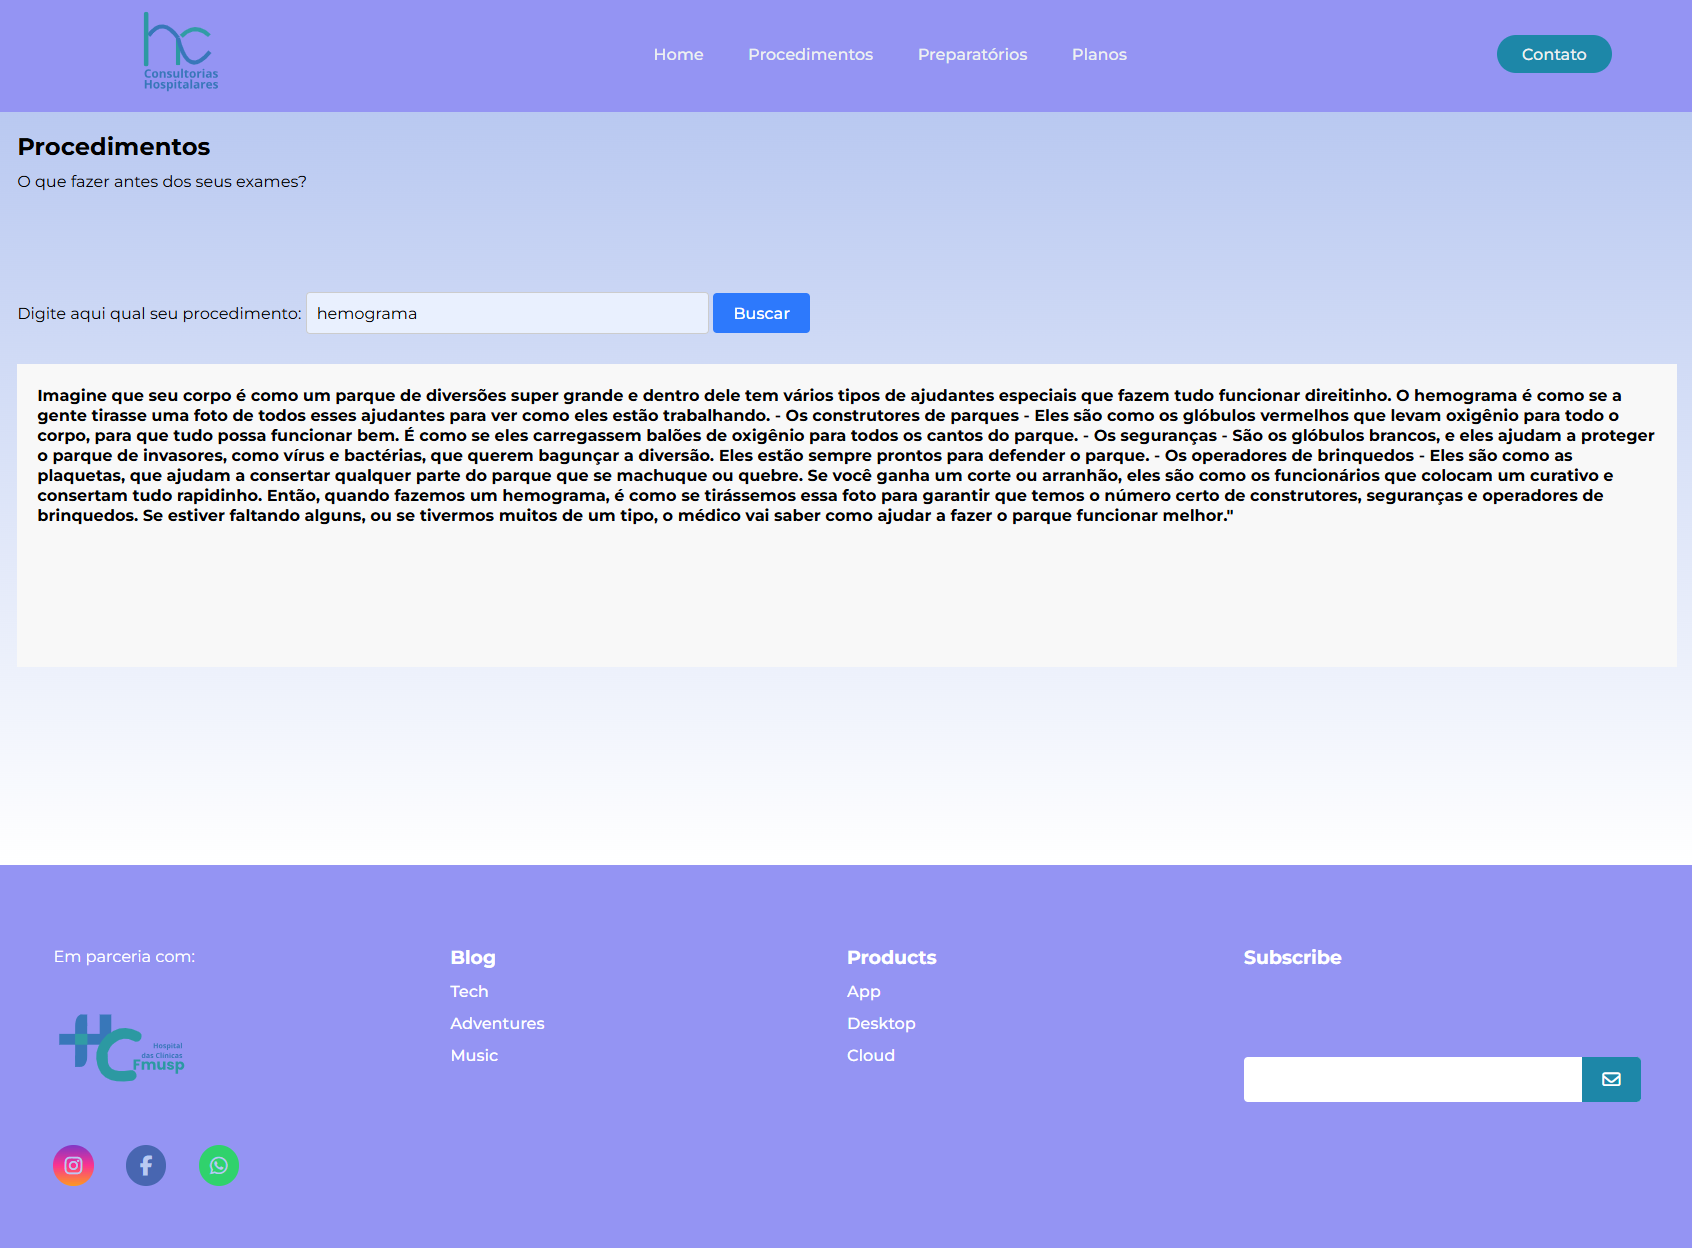 hc
Consultorias
Hospitalares
Home Procedimentos Preparatórios Planos Contato
Procedimentos
O que fazer antes dos seus exames?
Digite aqui qual seu procedimento: hemograma Buscar
Imagine que seu corpo é como um parque de diversões super grande e dentro dele tem vários tipos de ajudantes especiais que fazem tudo funcionar direitinho. O hemograma é como se a
gente tirasse uma foto de todos esses ajudantes para ver como eles estão trabalhando. - Os construtores de parques - Eles são como os glóbulos vermelhos que levam oxigênio para todo o
corpo, para que tudo possa funcionar bem. É como se eles carregassem balões de oxigênio para todos os cantos do parque. - Os seguranças - São os glóbulos brancos, e eles ajudam a proteger
o parque de invasores, como vírus e bactérias, que querem bagunçar a diversão. Eles estão sempre prontos para defender o parque. - Os operadores de brinquedos - Eles são como as
plaquetas, que ajudam a consertar qualquer parte do parque que se machuque ou quebre. Se você ganha um corte ou arranhão, eles são como os funcionários que colocam um curativo e
consertam tudo rapidinho. Então, quando fazemos um hemograma, é como se tirássemos essa foto para garantir que temos o número certo de construtores, seguranças e operadores de
brinquedos. Se estiver faltando alguns, ou se tivermos muitos de um tipo, o médico vai saber como ajudar a fazer o parque funcionar melhor."
Em parceria com:
HC
Hospital
das Clínicas
Fmusp
Blog
Tech
Adventures
Music
Products
App
Desktop
Cloud
Subscribe